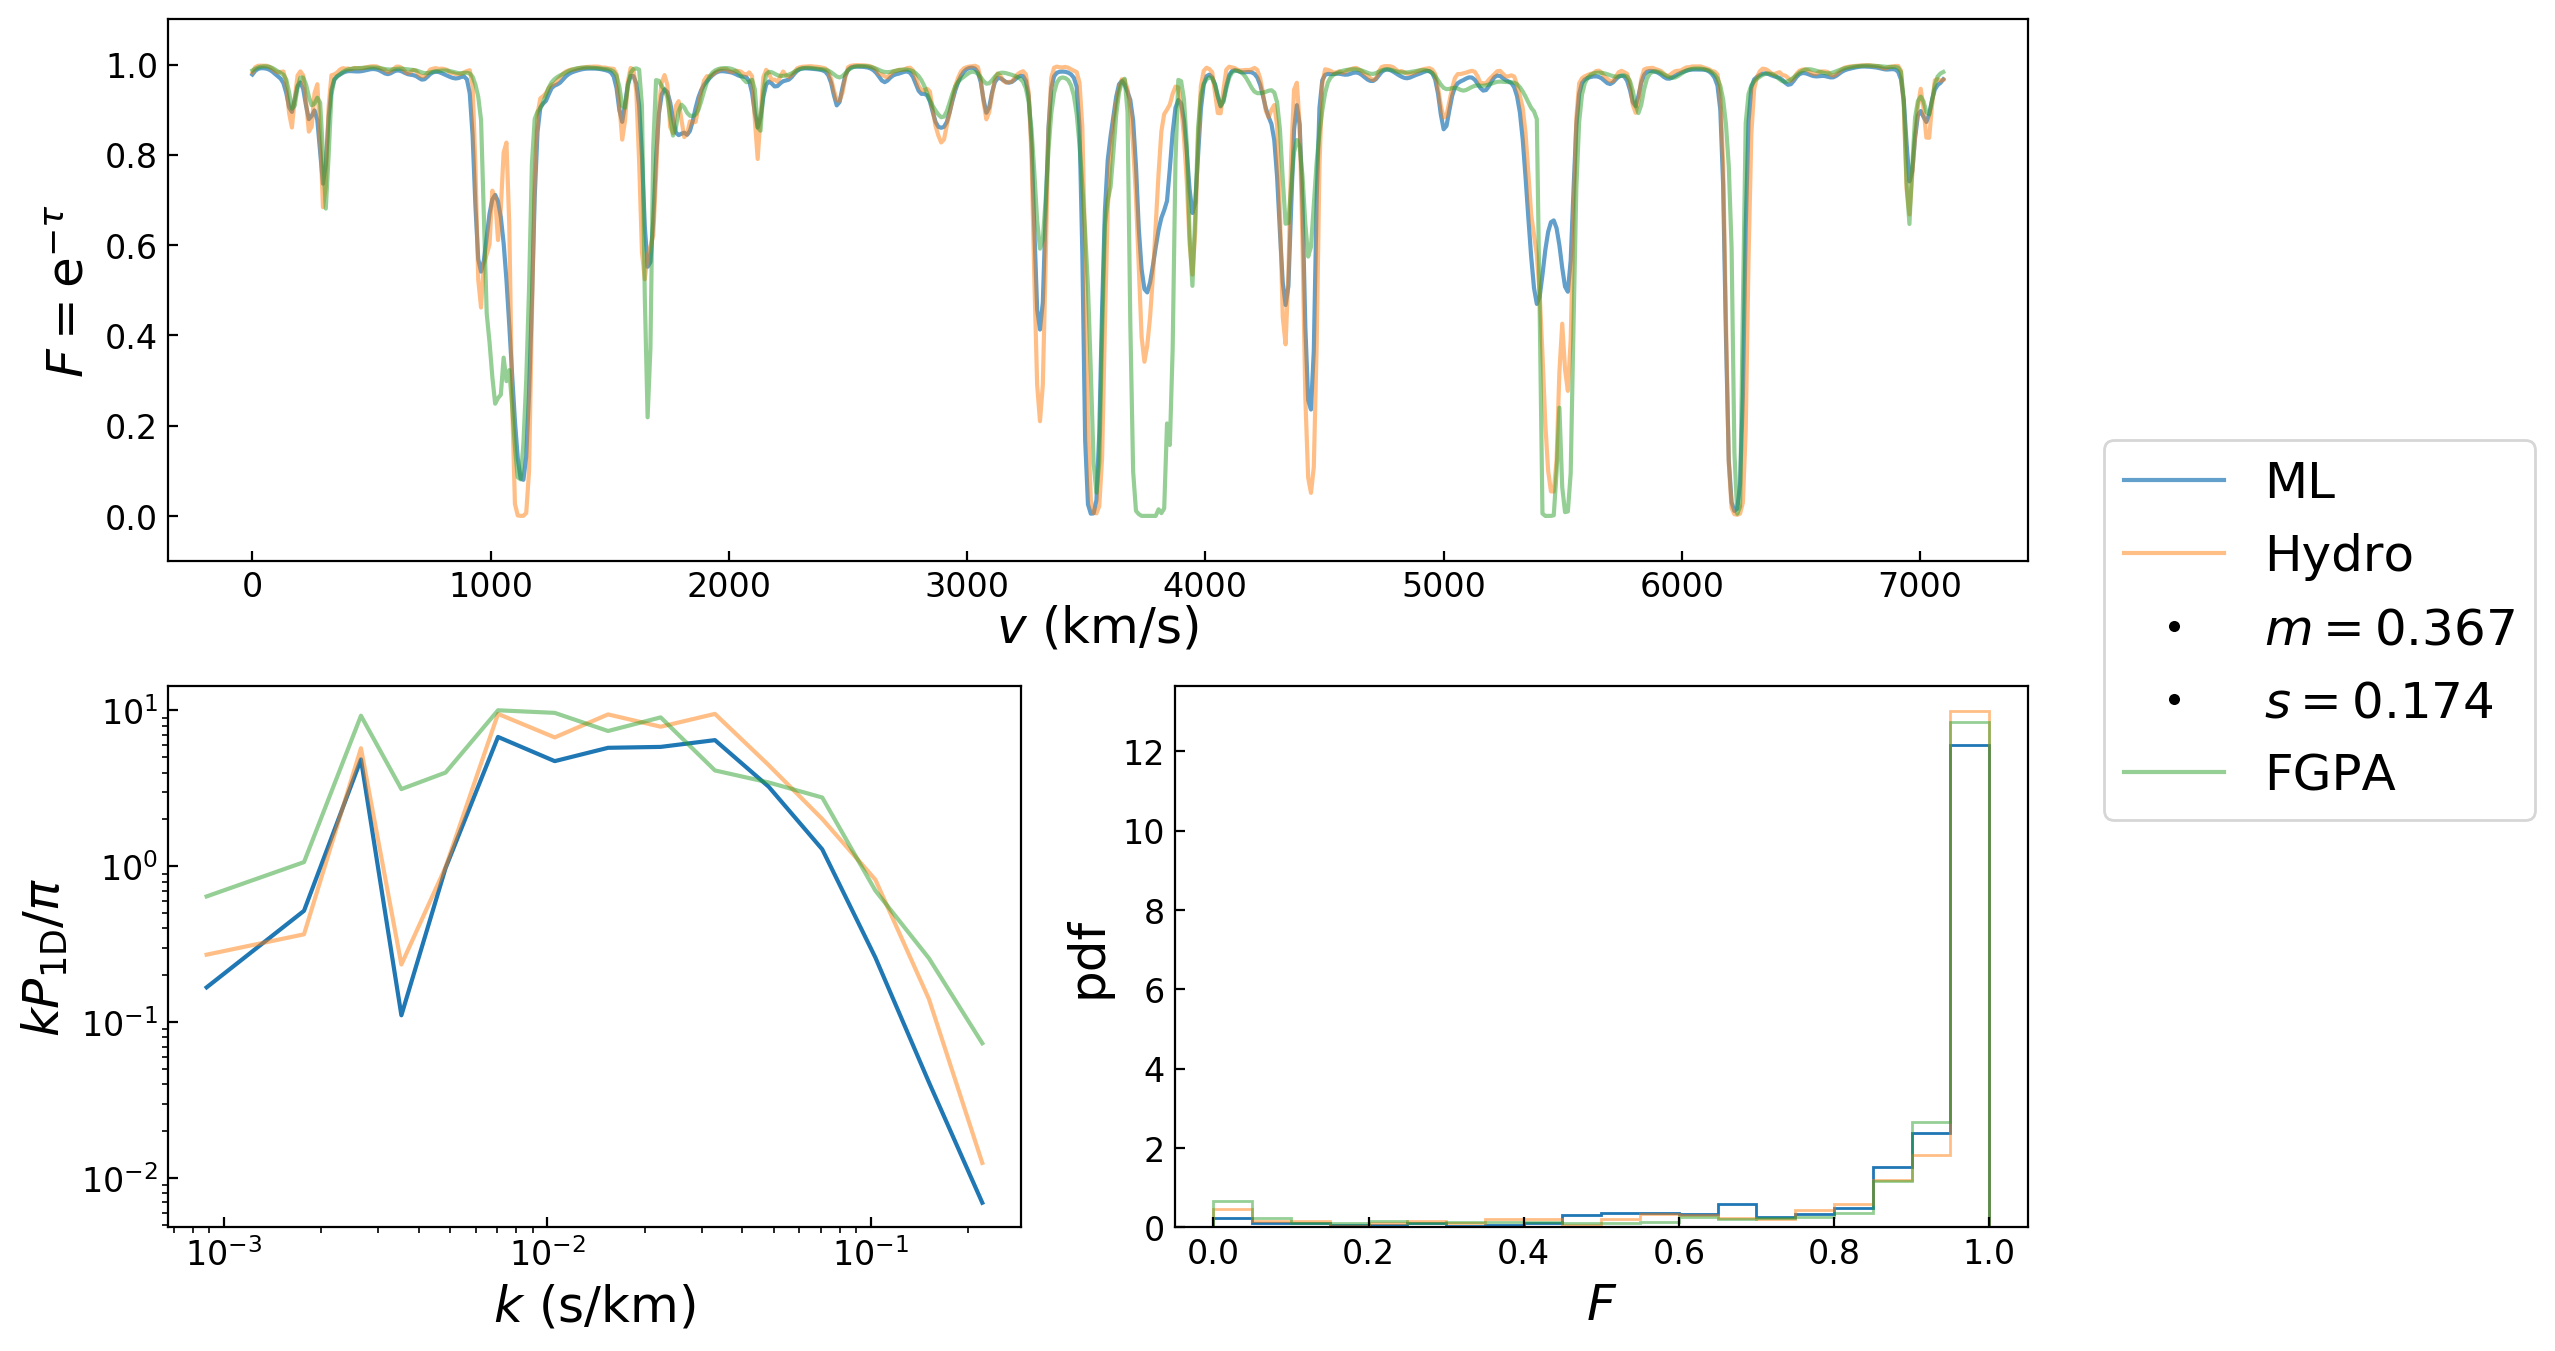 1.0
0.8
0.6
0.4
0.2
0.0
F = e^{−τ}
0 1000 2000 3000 4000 5000 6000 7000
v (km/s)
ML
Hydro
m = 0.367
s = 0.174
FGPA
10^1
10^0
10^{−1}
10^{−2}
kP_{1D}/π
10^{−3} 10^{−2} 10^{−1}
k (s/km)
12
10
8
6
4
2
0
pdf
0.0 0.2 0.4 0.6 0.8 1.0
F